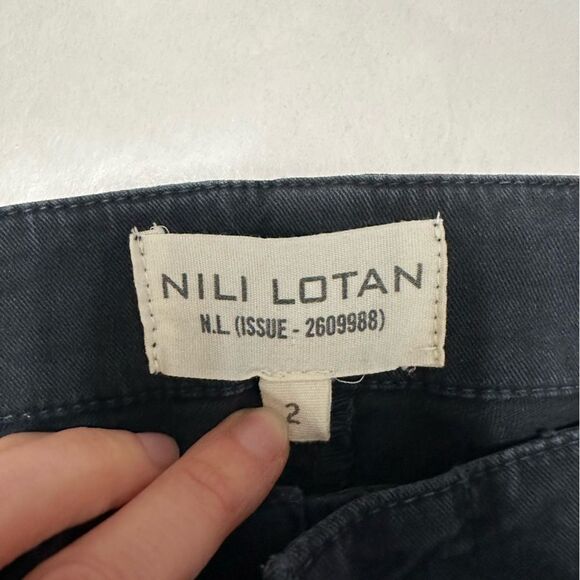 NILI LOTAN
N.L. (ISSUE - 2609988)
2